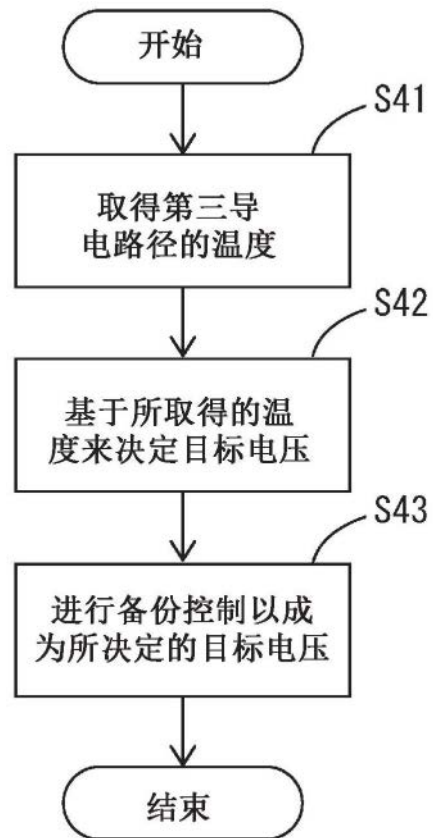 开始
S41
取得第三导
电路径的温度
S42
基于所取得的温
度来决定目标电压
S43
进行备份控制以成
为所决定的目标电压
结束